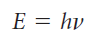 E = hν